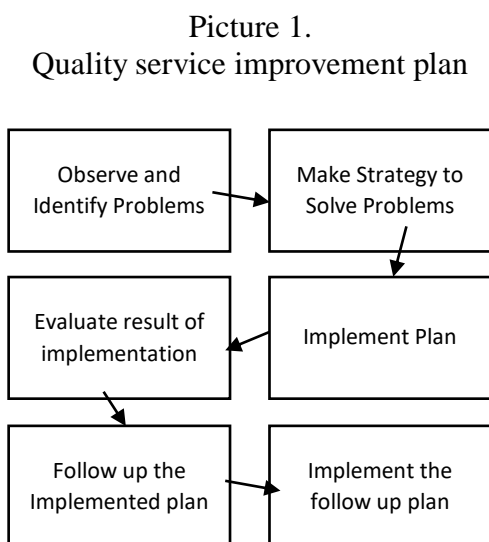 Picture 1.
Quality service improvement plan
Observe and
Identify Problems
Make Strategy to
Solve Problems
Implement Plan
Evaluate result of
implementation
Follow up the
Implemented plan
Implement the
follow up plan